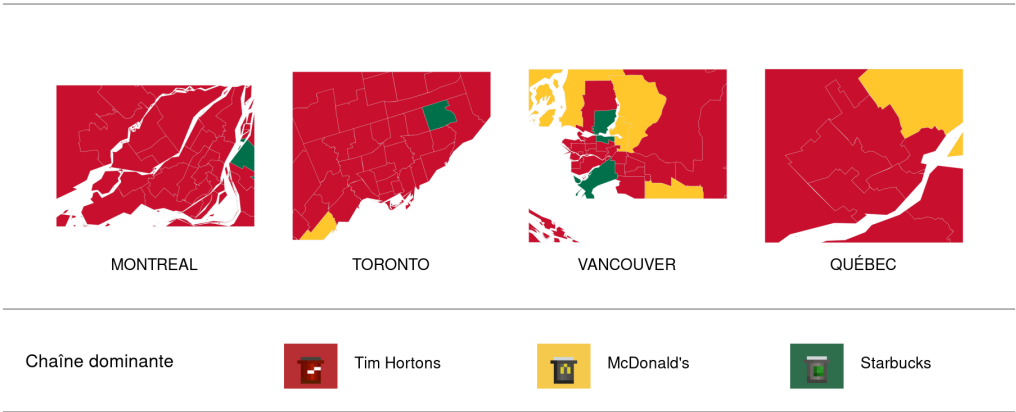 MONTREAL
TORONTO
VANCOUVER
QUÉBEC
Chaîne dominante
Tim Hortons
McDonald's
Starbucks